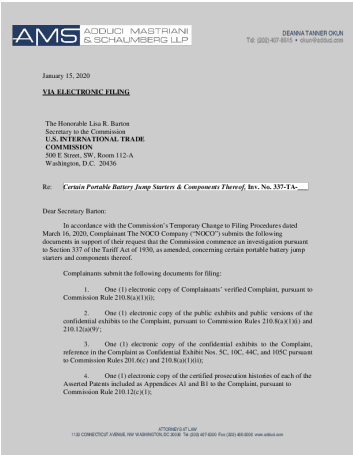 AMS ADDUCI MASTRIANI
& SCHAUMBERG LLP
DEANNA TANNER OKUN
January 15, 2020
VIA ELECTRONIC FILING
The Honorable Lisa R. Barton
Secretary to the Commission
U.S. INTERNATIONAL TRADE
COMMISSION
500 E Street, SW, Room 112-A
Washington, D.C. 20436
Re: Certain Portable Battery Jump Starters & Components Thereof, Inv. No. 337-TA-___
Dear Secretary Barton:
In accordance with the Commission's Temporary Change to Filing Procedures dated
March 16, 2020, Complainant The NOCO Company ("NOCO") submits the following
documents in support of their request that the Commission commence an investigation pursuant
to Section 337 of the Tariff Act of 1930, as amended, concerning certain portable battery jump
starters and components thereof.
Complainants submit the following documents for filing:
1. One (1) electronic copy of Complainants' verified Complaint, pursuant to
Commission Rule 210.8(a)(1)(i);
2. One (1) electronic copy of the public exhibits and public versions of the
confidential exhibits to the Complaint, pursuant to Commission Rules 210.8(a)(1)(i) and
210.12(a)(9);
3. One (1) electronic copy of the confidential exhibits to the Complaint,
reference in the Complaint as Confidential Exhibit Nos. 5C, 10C, 44C, and 105C pursuant
to Commission Rules 201.6(c) and 210.8(a)(1)(ii);
4. One (1) electronic copy of the certified prosecution histories of each of the
Asserted Patents included as Appendices A1 and B1 to the Complaint, pursuant to
Commission Rule 210.12(c)(1);
ATTORNEYS AT LAW